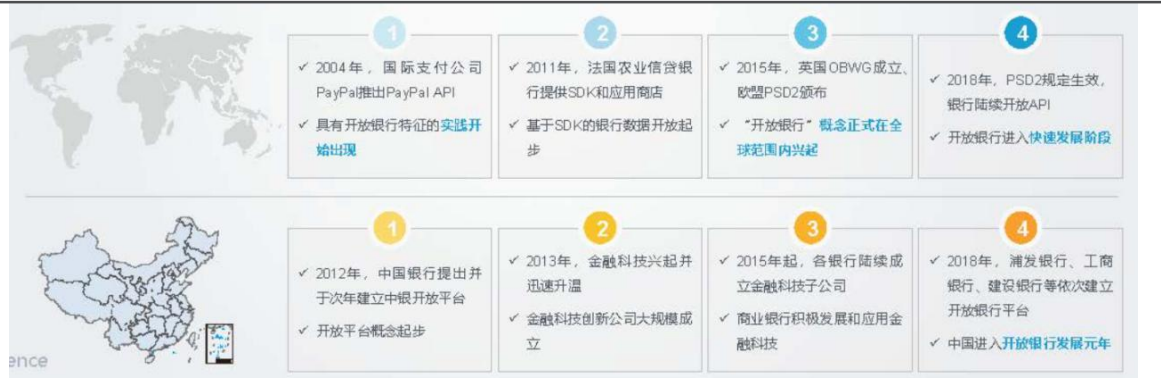 1
2004年，国际支付公司
PayPal推出PayPal API
具有开放银行特征的实践开
始出现
2
2011年，法国农业信贷银
行提供SDK和应用商店
基于SDK的银行数据开放起
步
3
2015年，英国OBWG成立、
欧盟PSD2颁布
“开放银行”概念正式在全
球范围内兴起
4
2018年，PSD2规定生效，
银行陆续开放API
开放银行进入快速发展阶段
1
2012年，中国银行提出并
于次年建立中银开放平台
开放平台概念起步
2
2013年，金融科技兴起并
迅速升温
金融科技创新公司大规模成
立
3
2015年起，各银行陆续成
立金融科技子公司
商业银行积极发展和应用金
融科技
4
2018年，浦发银行、工商
银行、建设银行等依次建立
开放银行平台
中国进入开放银行发展元年
ence